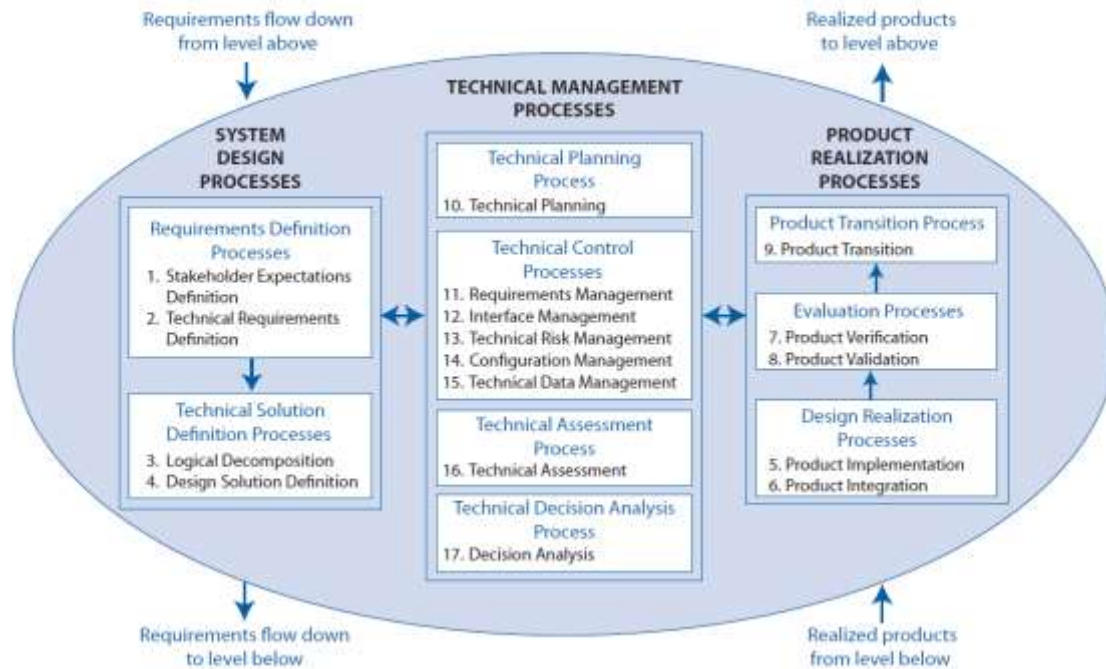 Requirements flow down
from level above
Realized products
to level above
TECHNICAL MANAGEMENT
PROCESSES
SYSTEM
DESIGN
PROCESSES
Requirements Definition
Processes
1. Stakeholder Expectations
Definition
2. Technical Requirements
Definition
Technical Solution
Definition Processes
3. Logical Decomposition
4. Design Solution Definition
Technical Planning
Process
10. Technical Planning
Technical Control
Processes
11. Requirements Management
12. Interface Management
13. Technical Risk Management
14. Configuration Management
15. Technical Data Management
Technical Assessment
Process
16. Technical Assessment
Technical Decision Analysis
Process
17. Decision Analysis
PRODUCT
REALIZATION
PROCESSES
Product Transition Process
9. Product Transition
Evaluation Processes
7. Product Verification
8. Product Validation
Design Realization
Processes
5. Product Implementation
6. Product Integration
Requirements flow down
to level below
Realized products
from level below